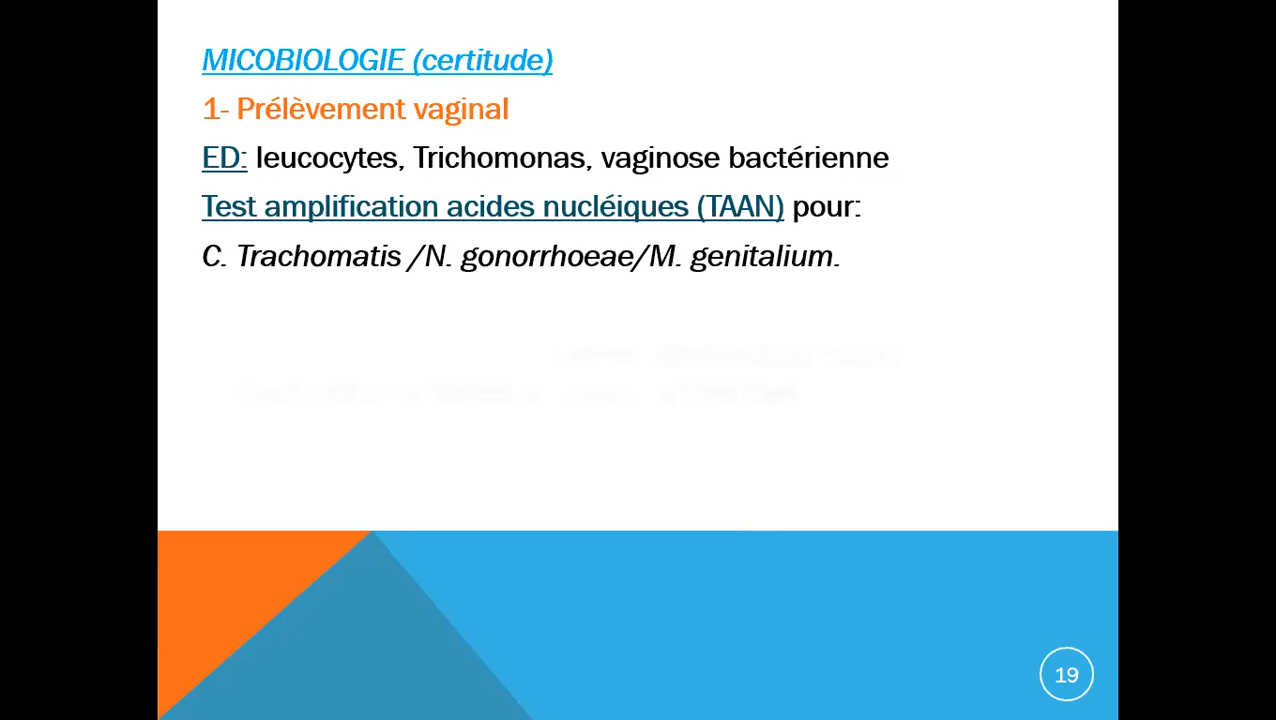 MICOBIOLOGIE (certitude)
1- Prélèvement vaginal
ED: leucocytes, Trichomonas, vaginose bactérienne
Test amplification acides nucléiques (TAAN) pour:
C. Trachomatis /N. gonorrhoeae/M. genitalium.
19